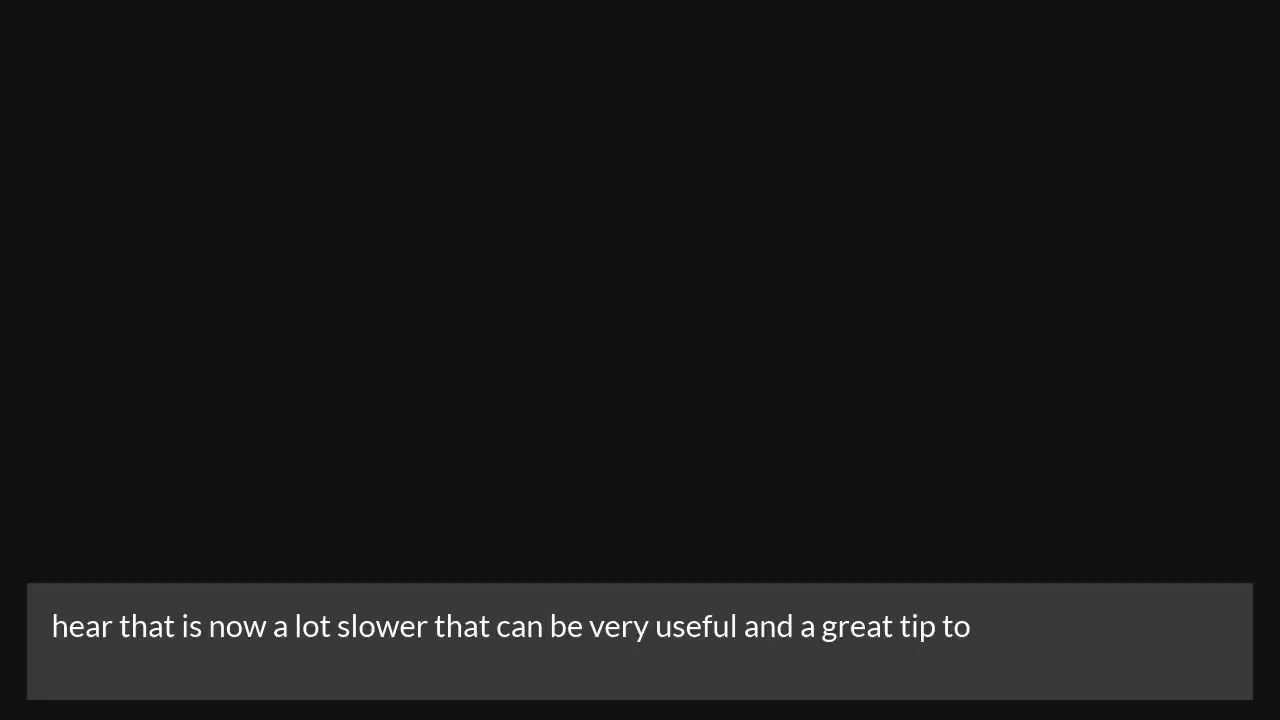 hear that is now a lot slower that can be very useful and a great tip to